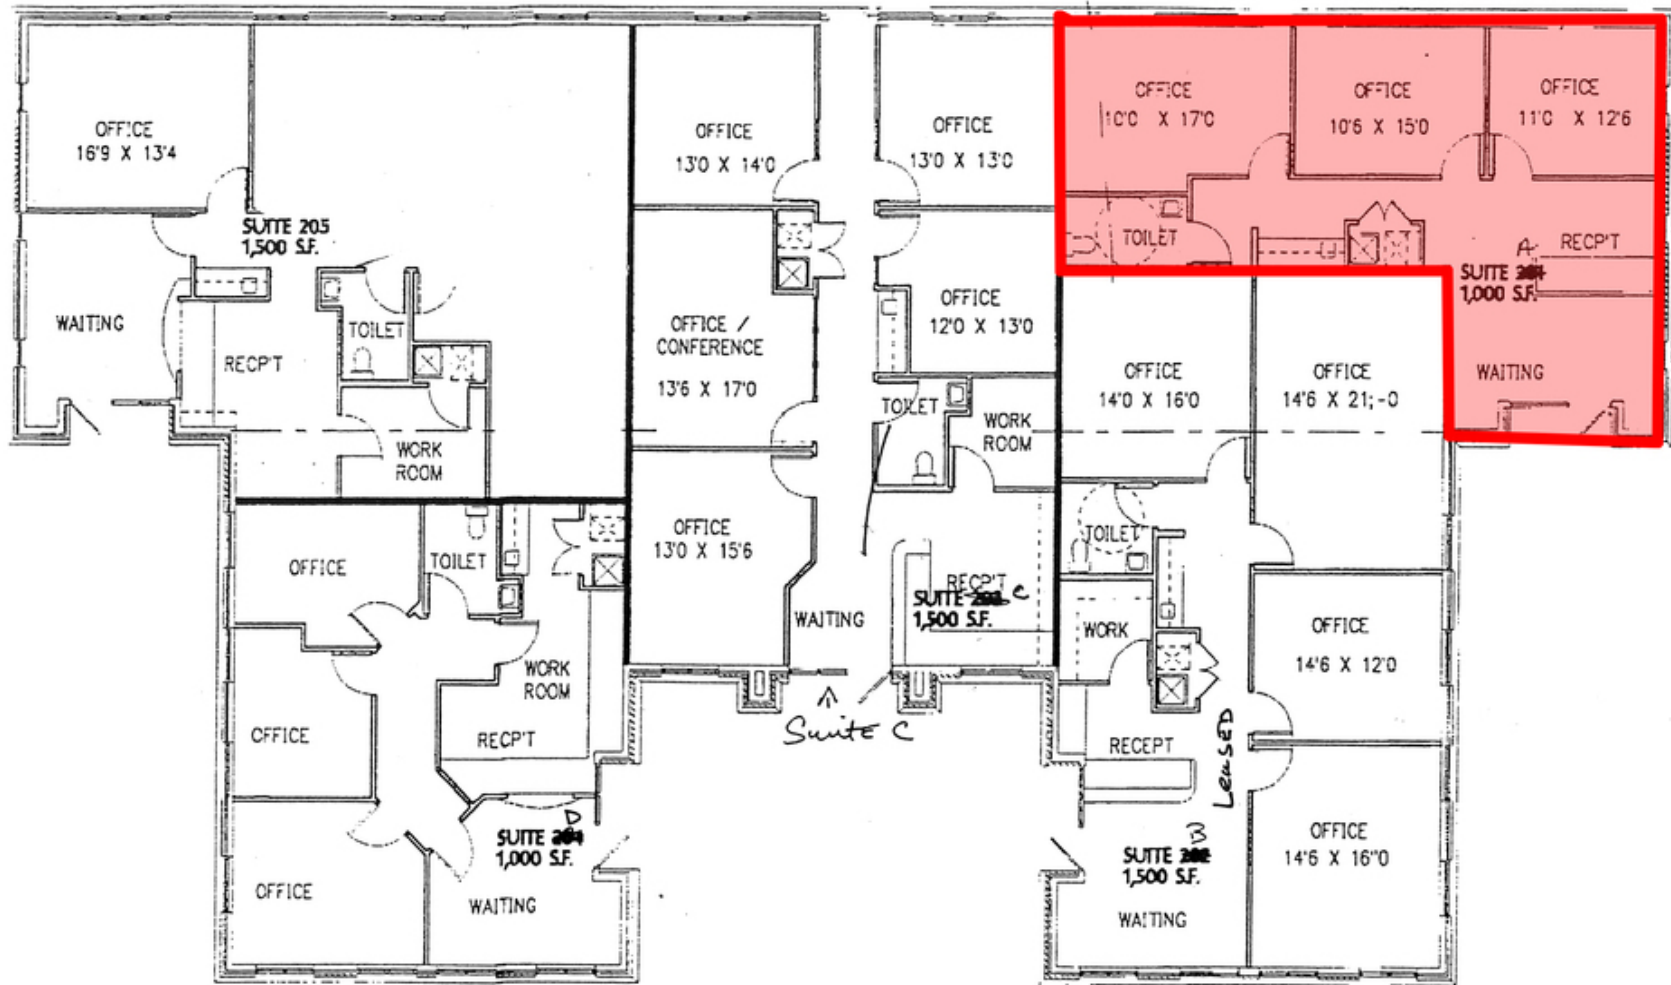 OFFICE
16'9 X 13'4
SUITE 205
1,500 S.F.
WAITING
RECP'T
TOILET
WORK
ROOM
OFFICE
13'0 X 14'0
OFFICE /
CONFERENCE
13'6 X 17'0
OFFICE
13'0 X 15'6
WAITING
OFFICE
13'0 X 13'0
OFFICE
12'0 X 13'0
TOILET
WORK
ROOM
RECP'T
SUITE C
1,500 S.F.
Suite C
OFFICE
10'0 X 17'0
OFFICE
10'6 X 15'0
OFFICE
11'0 X 12'6
TOILET
RECP'T
A
SUITE
1,000 S.F.
WAITING
OFFICE
14'0 X 16'0
OFFICE
14'6 X 21;-0
TOILET
WORK
OFFICE
14'6 X 12'0
RECEPT
LEASED
OFFICE
14'6 X 16"0
B
SUITE
1,500 S.F.
WAITING
OFFICE
TOILET
OFFICE
WORK
ROOM
RECP'T
D
SUITE
1,000 S.F.
OFFICE
WAITING